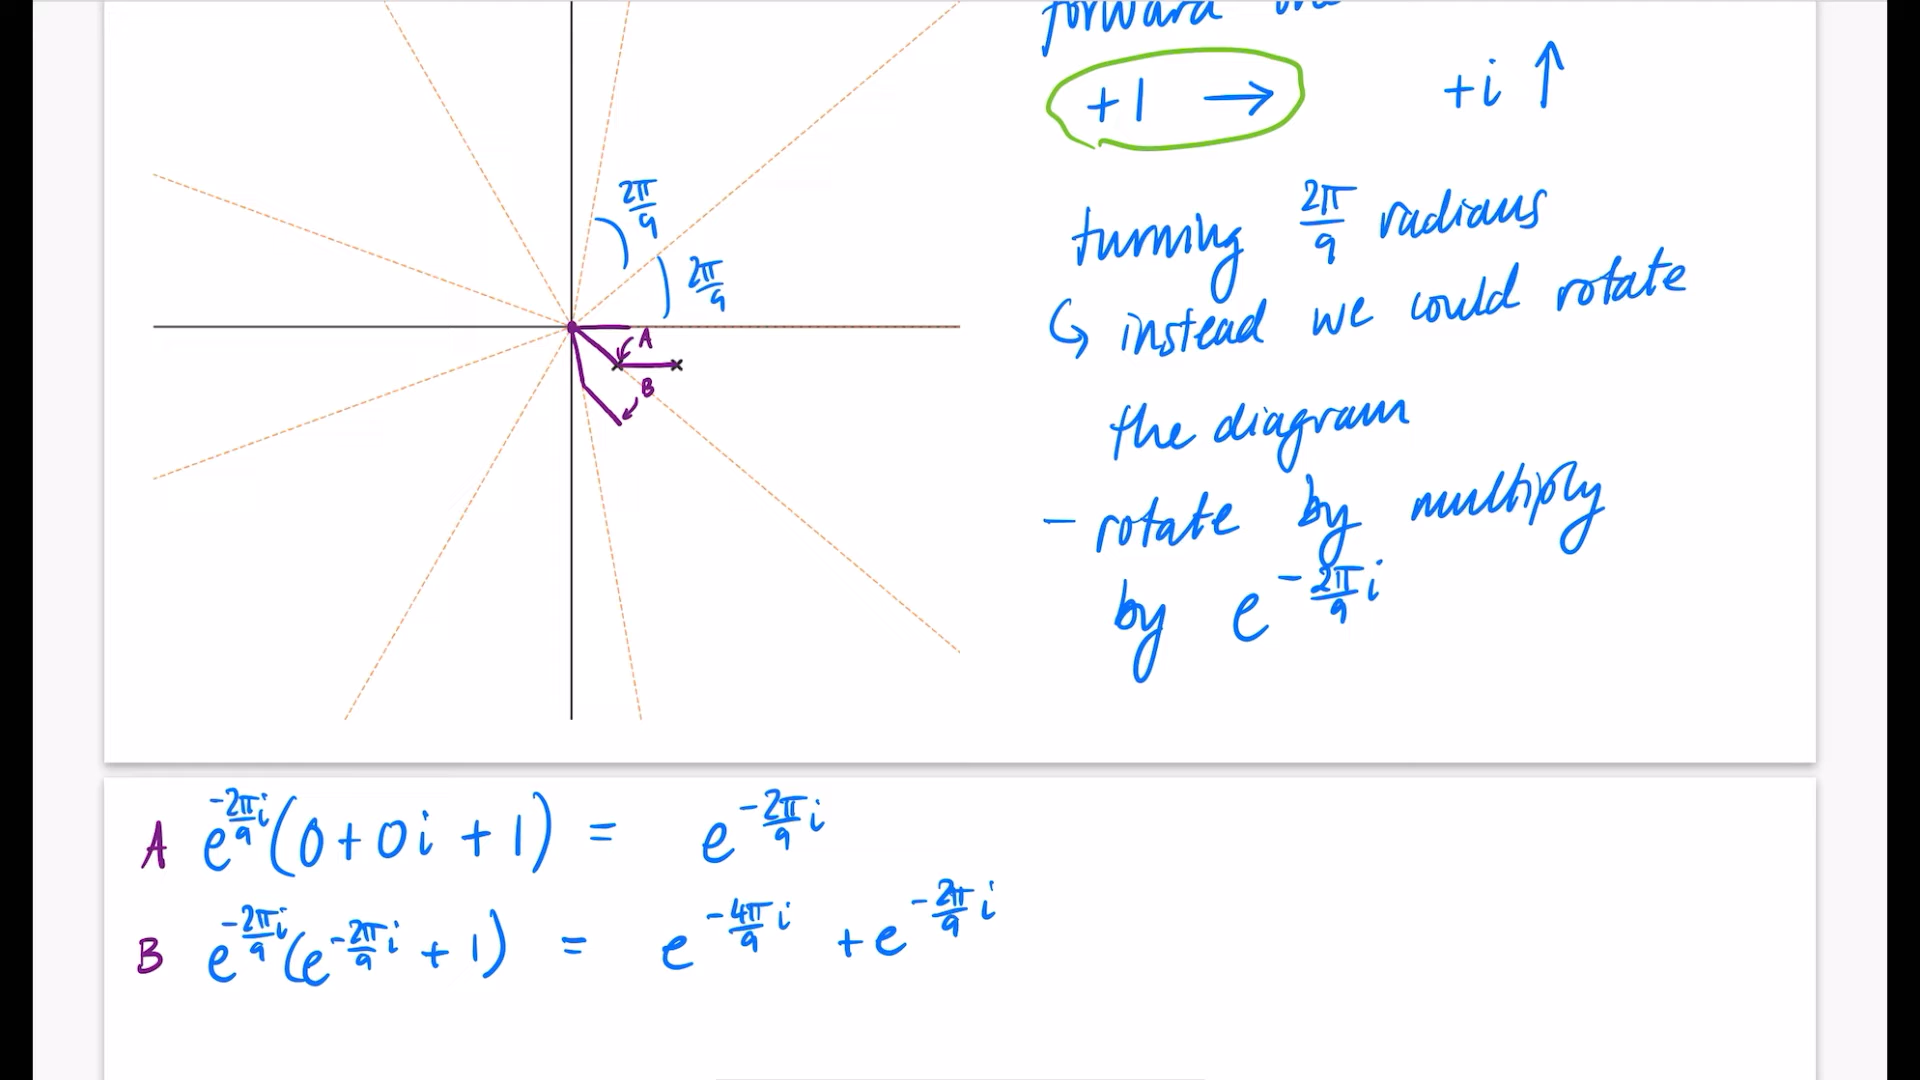 forward
+1 → +i ↑
2π/9
2π/9
A
B
turning 2π/9 radians
↳ instead we could rotate
the diagram
- rotate by multiply
by e^(-2π/9 i)
A e^(-2π/9 i)(0+0i+1) = e^(-2π/9 i)
B e^(-2π/9 i)(e^(-2π/9 i)+1) = e^(-4π/9 i) + e^(-2π/9 i)